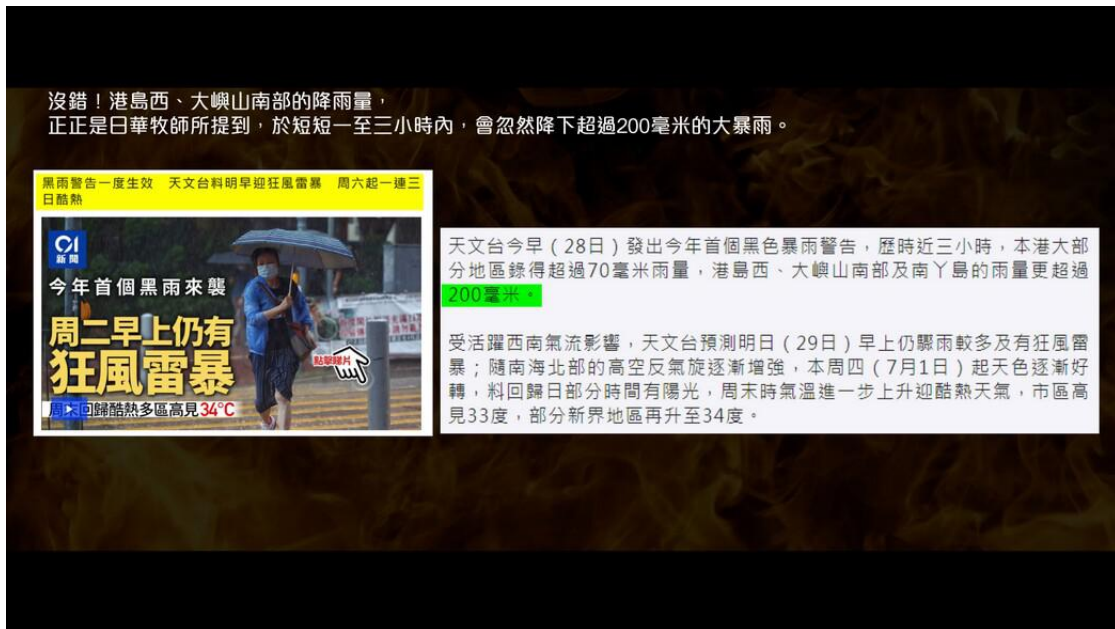 沒錯！港島西、大嶼山南部的降雨量，
正正是日華牧師所提到，於短短一至三小時內，會忽然降下超過200毫米的大暴雨。
黑雨警告一度生效 天文台料明早迎狂風雷暴 周六起一連三
日酷熱
01
新聞
今年首個黑雨來襲
周二早上仍有
狂風雷暴
點擊睇片
周末回歸酷熱多區高見34°C
天文台今早（28日）發出今年首個黑色暴雨警告，歷時近三小時，本港大部
分地區錄得超過70毫米雨量，港島西、大嶼山南部及南丫島的雨量更超過
200毫米。
受活躍西南氣流影響，天文台預測明日（29日）早上仍驟雨較多及有狂風雷
暴；隨南海北部的高空反氣旋逐漸增強，本周四（7月1日）起天色逐漸好
轉，料回歸日部分時間有陽光，周末時氣溫進一步上升迎酷熱天氣，市區高
見33度，部分新界地區再升至34度。